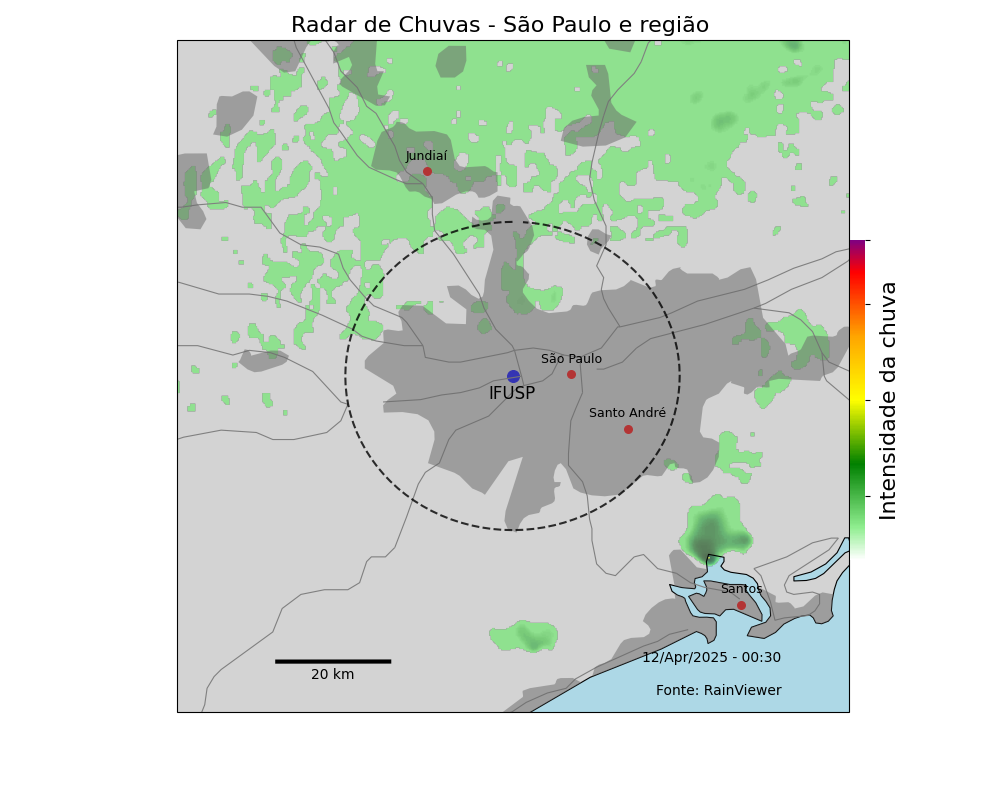 Radar de Chuvas - São Paulo e região
Jundiaí
São Paulo
IFUSP
Santo André
Santos
12/Apr/2025 - 00:30
20 km
Fonte: RainViewer
Intensidade da chuva